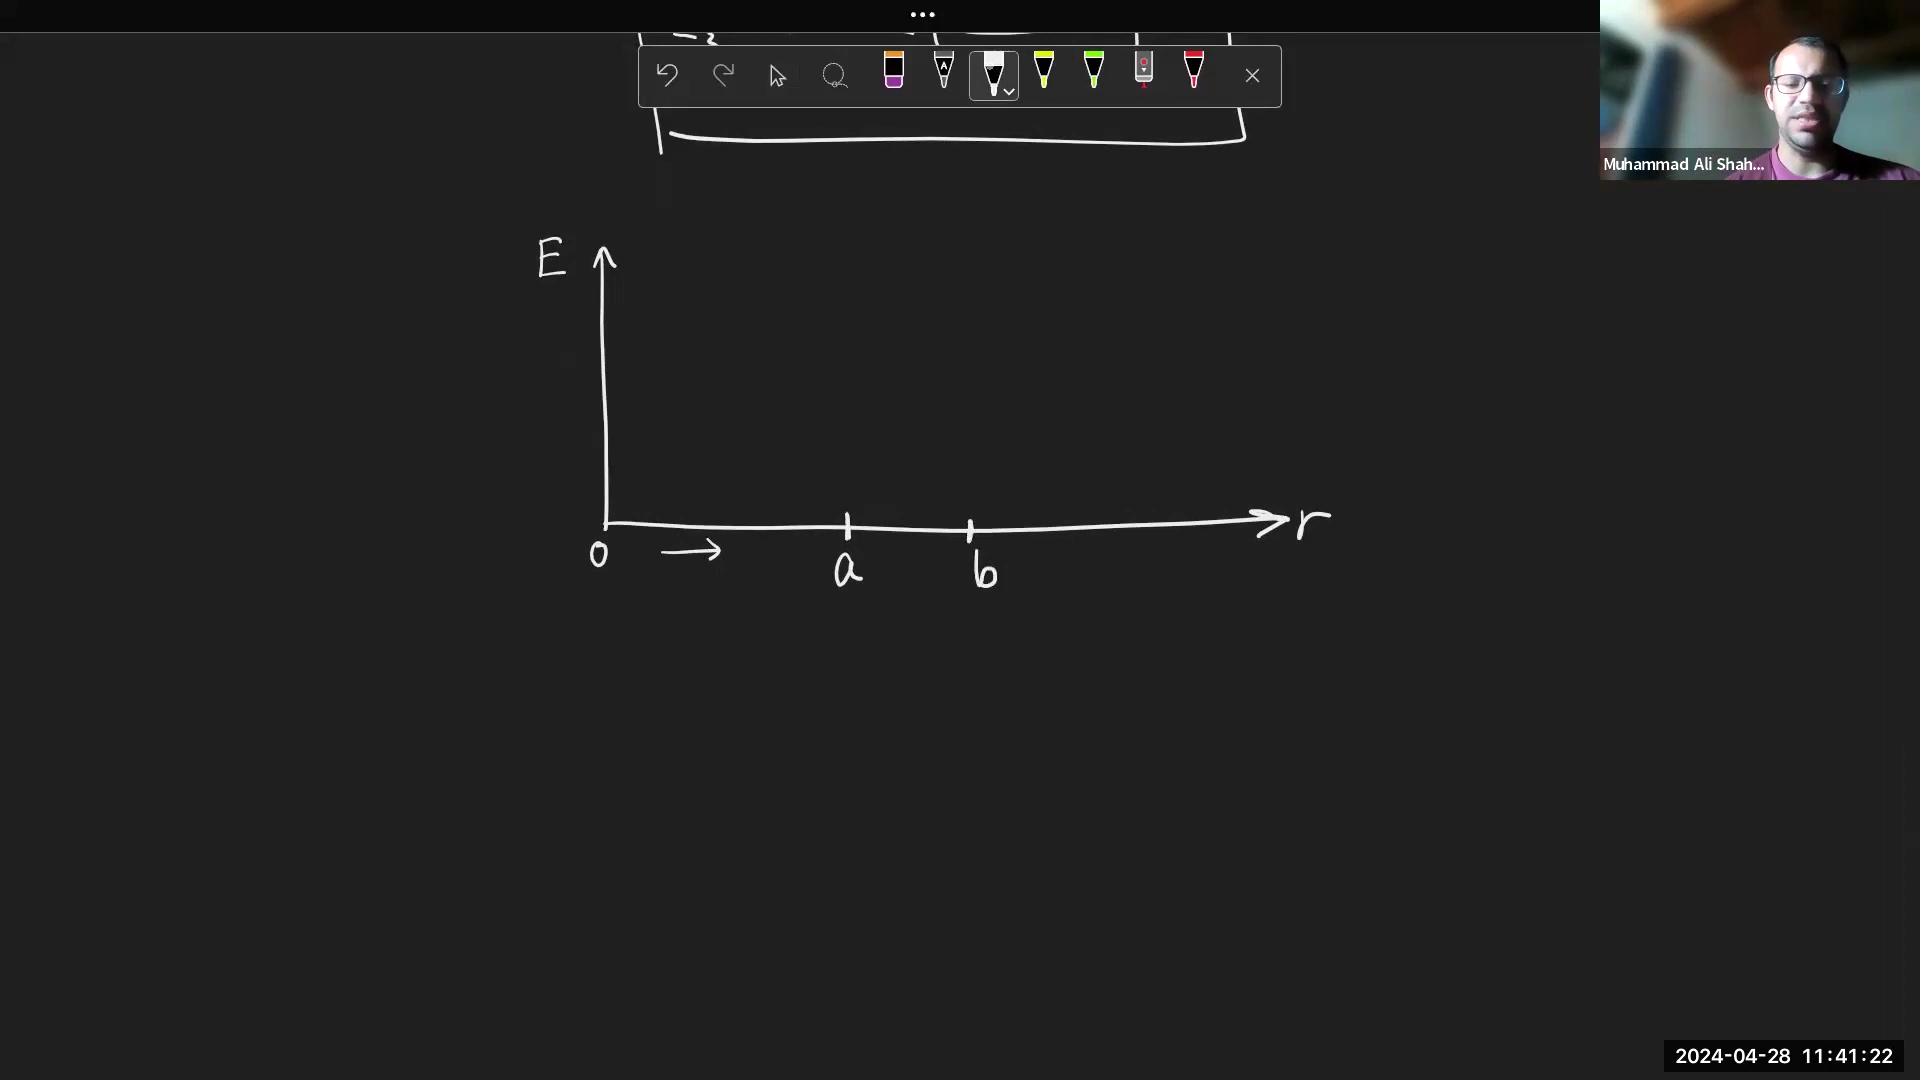 Muhammad Ali Shah...
E
r
0 → a b
2024-04-28 11:41:22